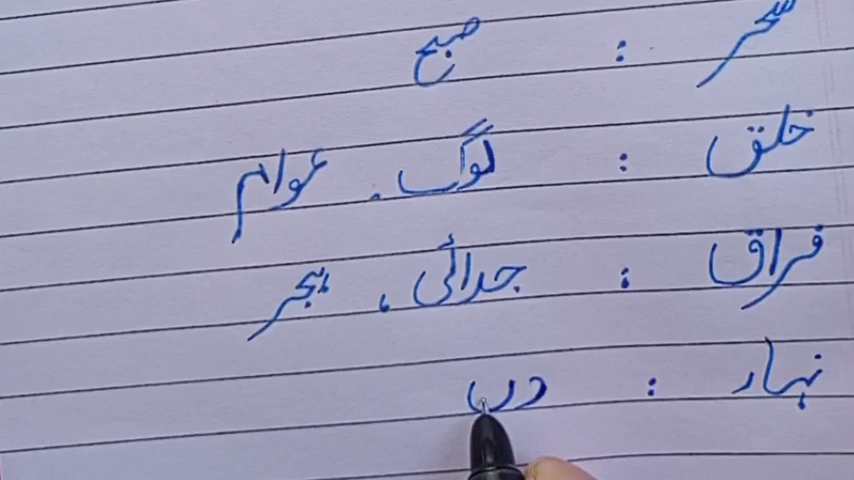 سحر : صبح
خلق : لوگ، عوام
فراق : جدائی، ہجر
نہار : دن